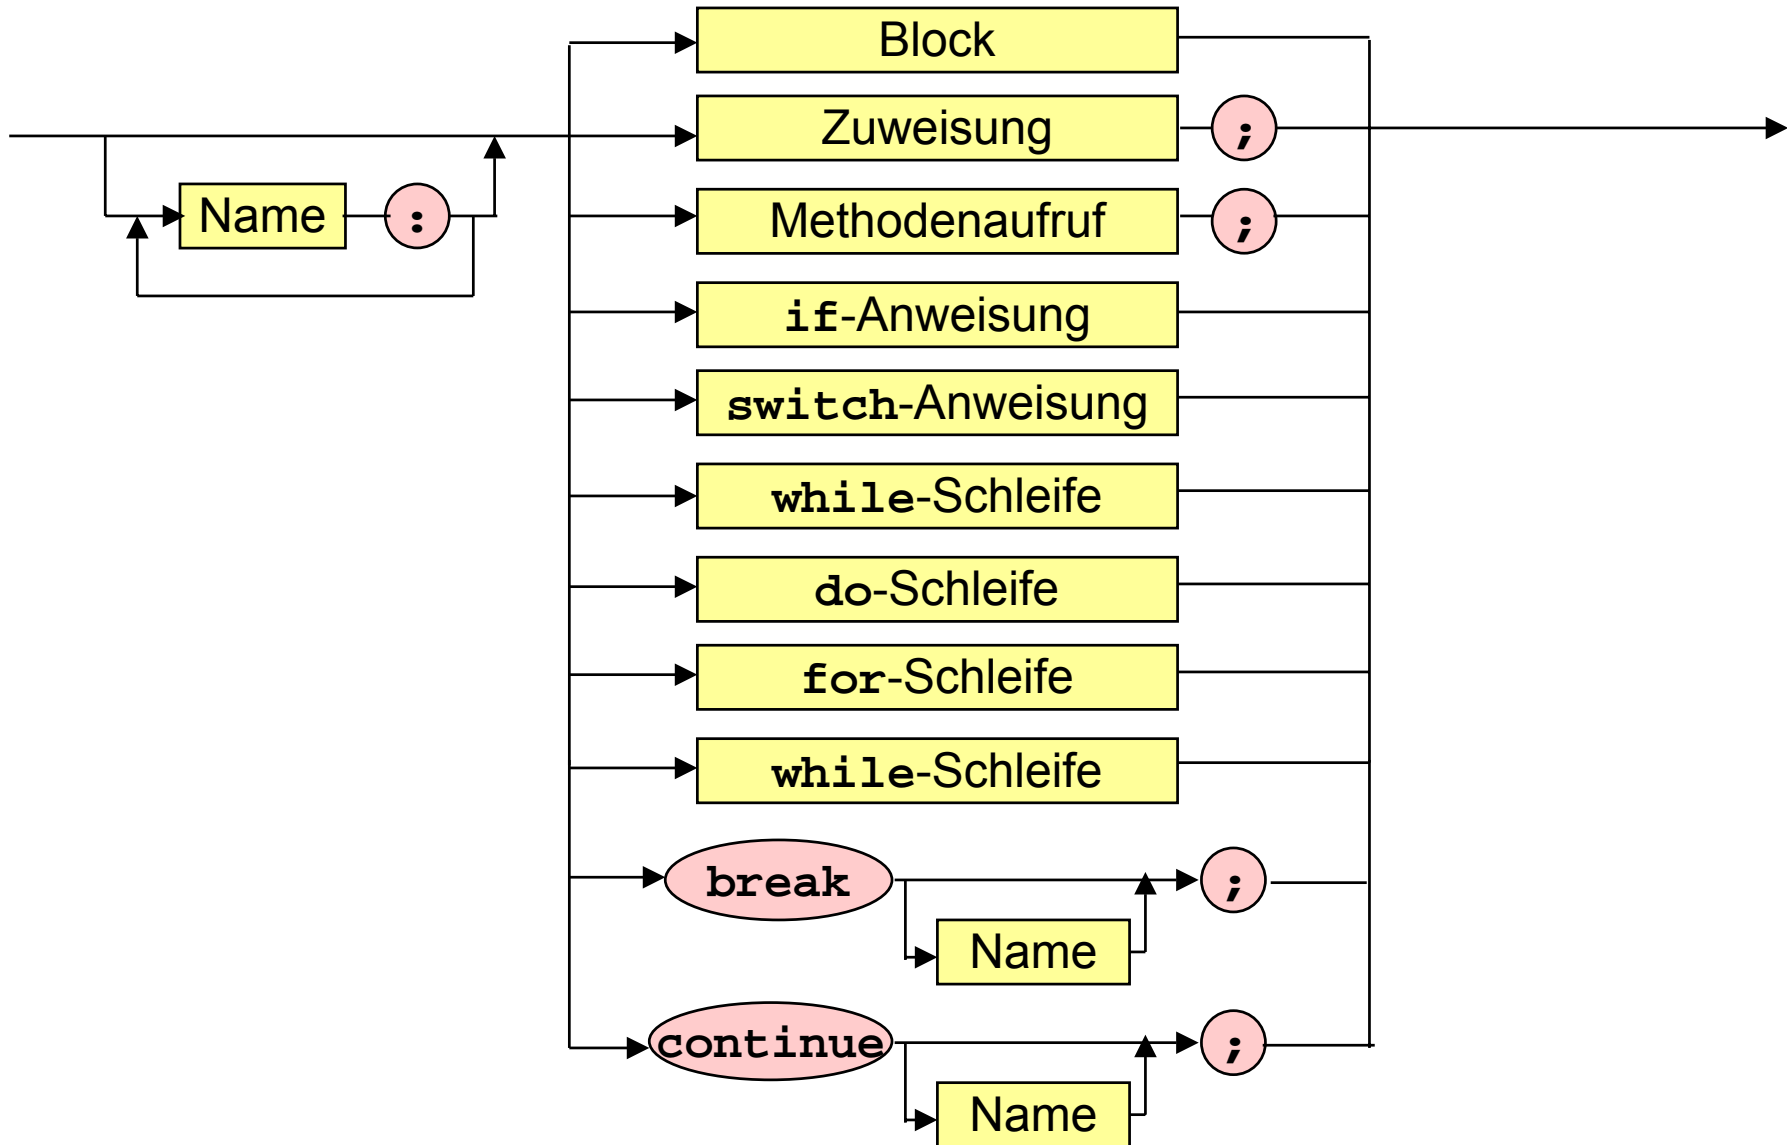 Block
Zuweisung ;
Name :
Methodenaufruf ;
if-Anweisung
switch-Anweisung
while-Schleife
do-Schleife
for-Schleife
while-Schleife
break ;
Name
continue ;
Name